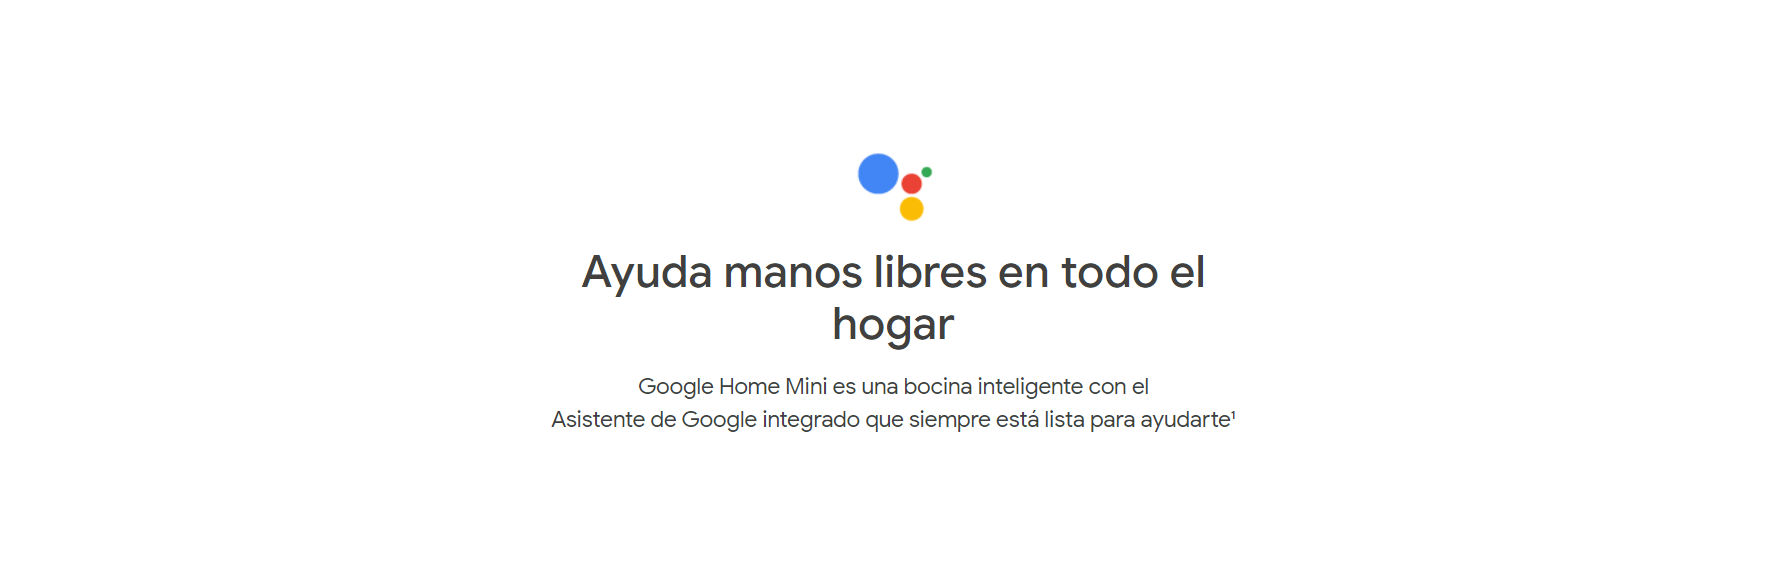 Ayuda manos libres en todo el
hogar
Google Home Mini es una bocina inteligente con el
Asistente de Google integrado que siempre está lista para ayudarte¹